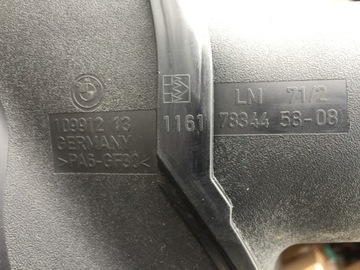 109912 13
GERMANY
>PA6-GF30<
1161
LM 71/2
78344 58-08